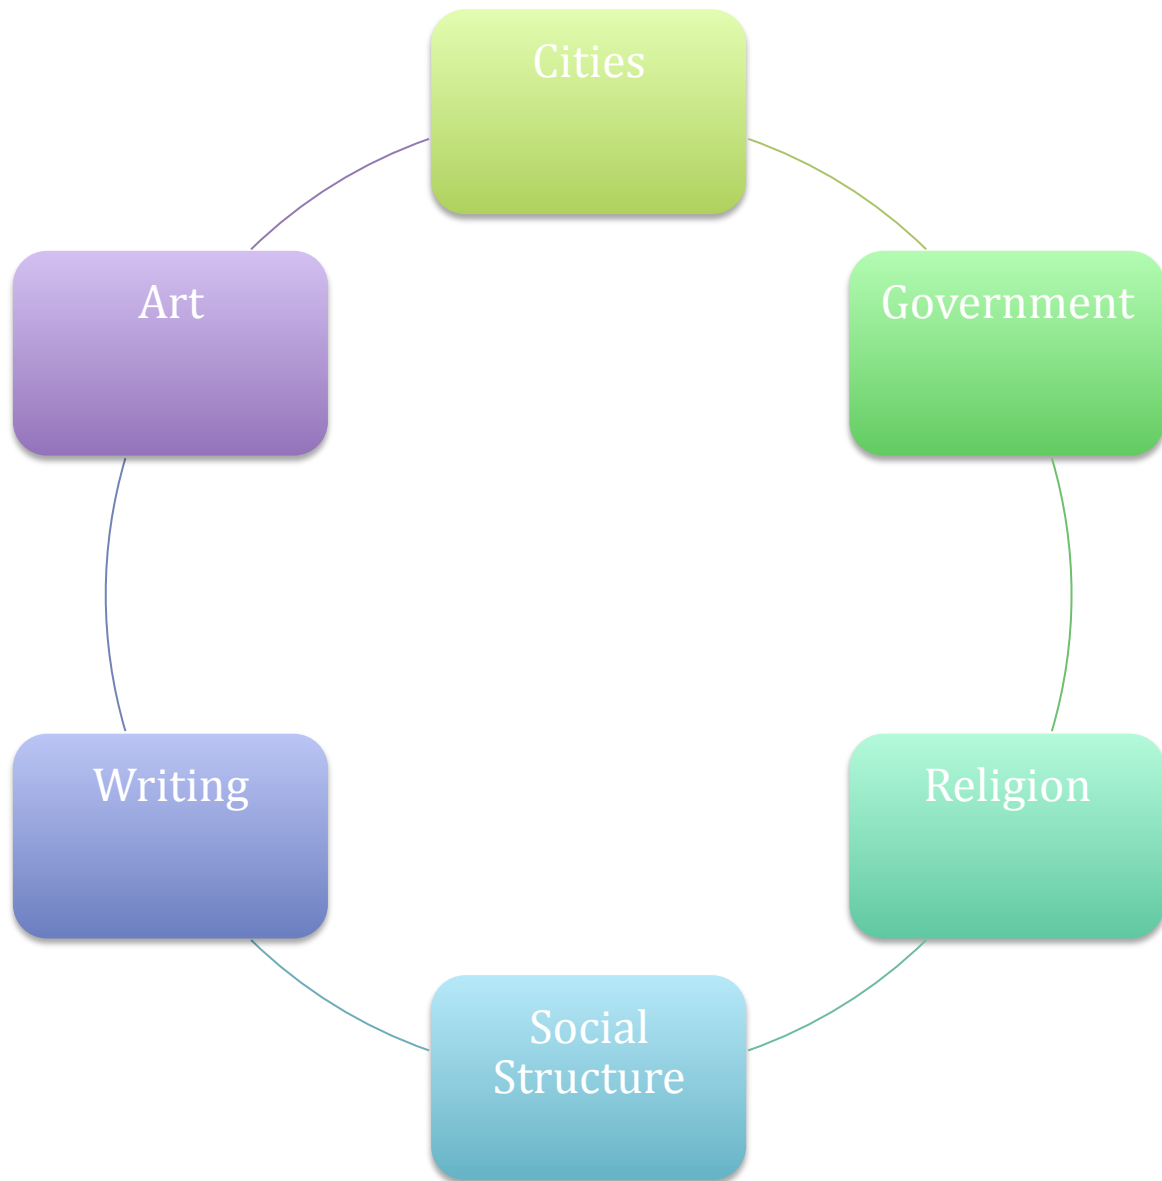 Cities
Government
Religion
Social
Structure
Writing
Art